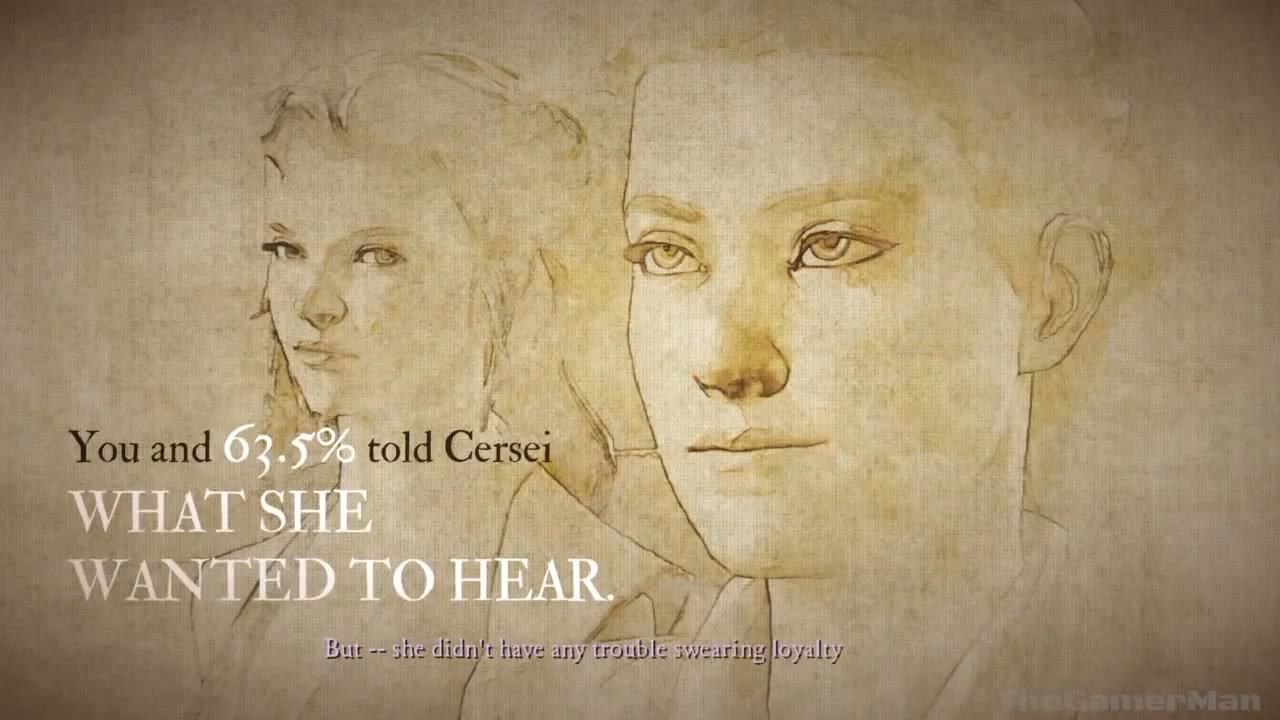 You and 63.5% told Cersei
WHAT SHE
WANTED TO HEAR.
But -- she didn't have any trouble swearing loyalty
TheGamerMan